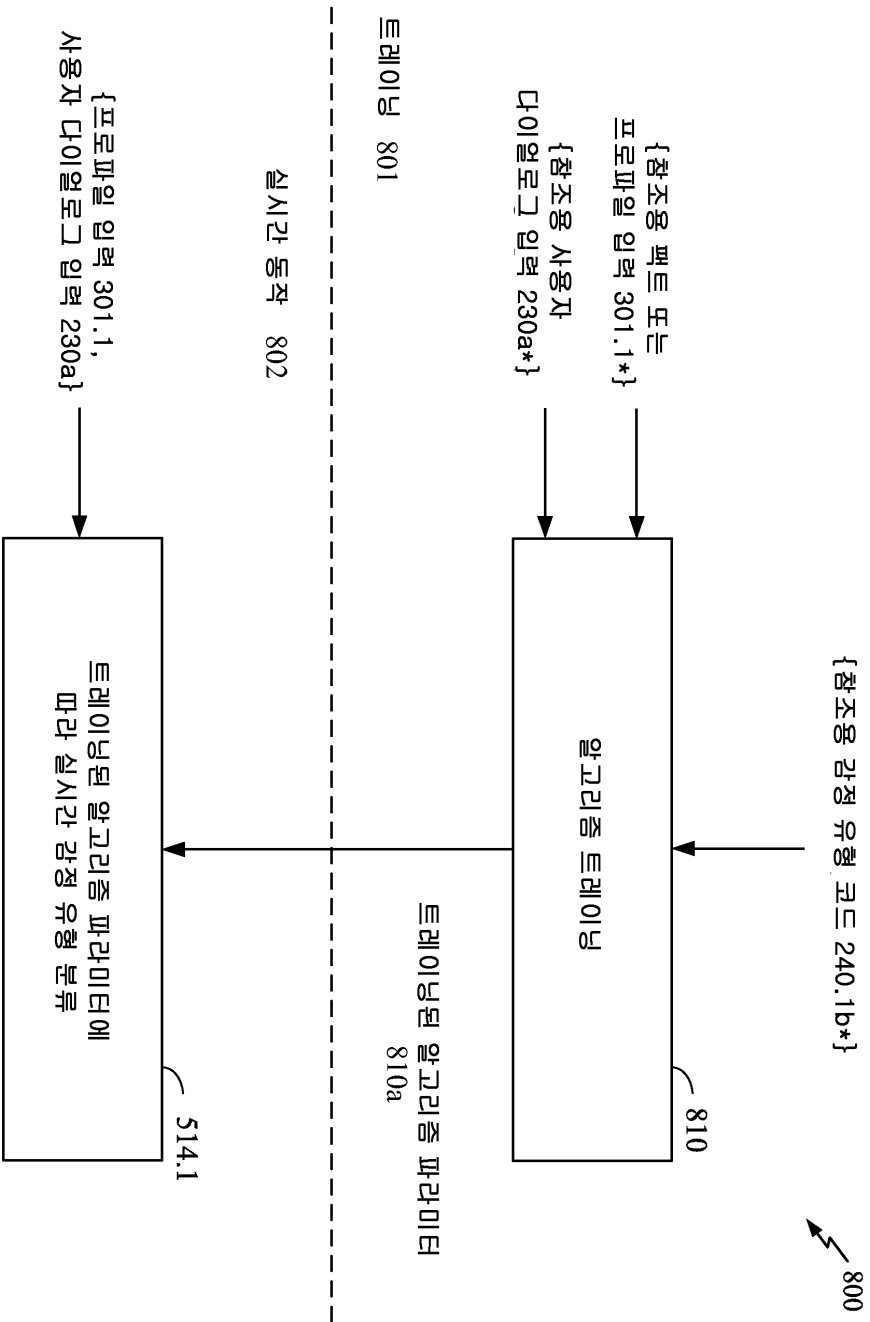 800
{참조용 감정 유형 코드 240.1b*}
{참조용 팩트 또는
프로파일 입력 301.1*}
{참조용 사용자
다이얼로그 입력 230a*}
810
알고리즘 트레이닝
트레이닝 801
트레이닝된 알고리즘 파라미터
810a
실시간 동작 802
{프로파일 입력 301.1,
사용자 다이얼로그 입력 230a}
514.1
트레이닝된 알고리즘 파라미터에
따라 실시간 감정 유형 분류